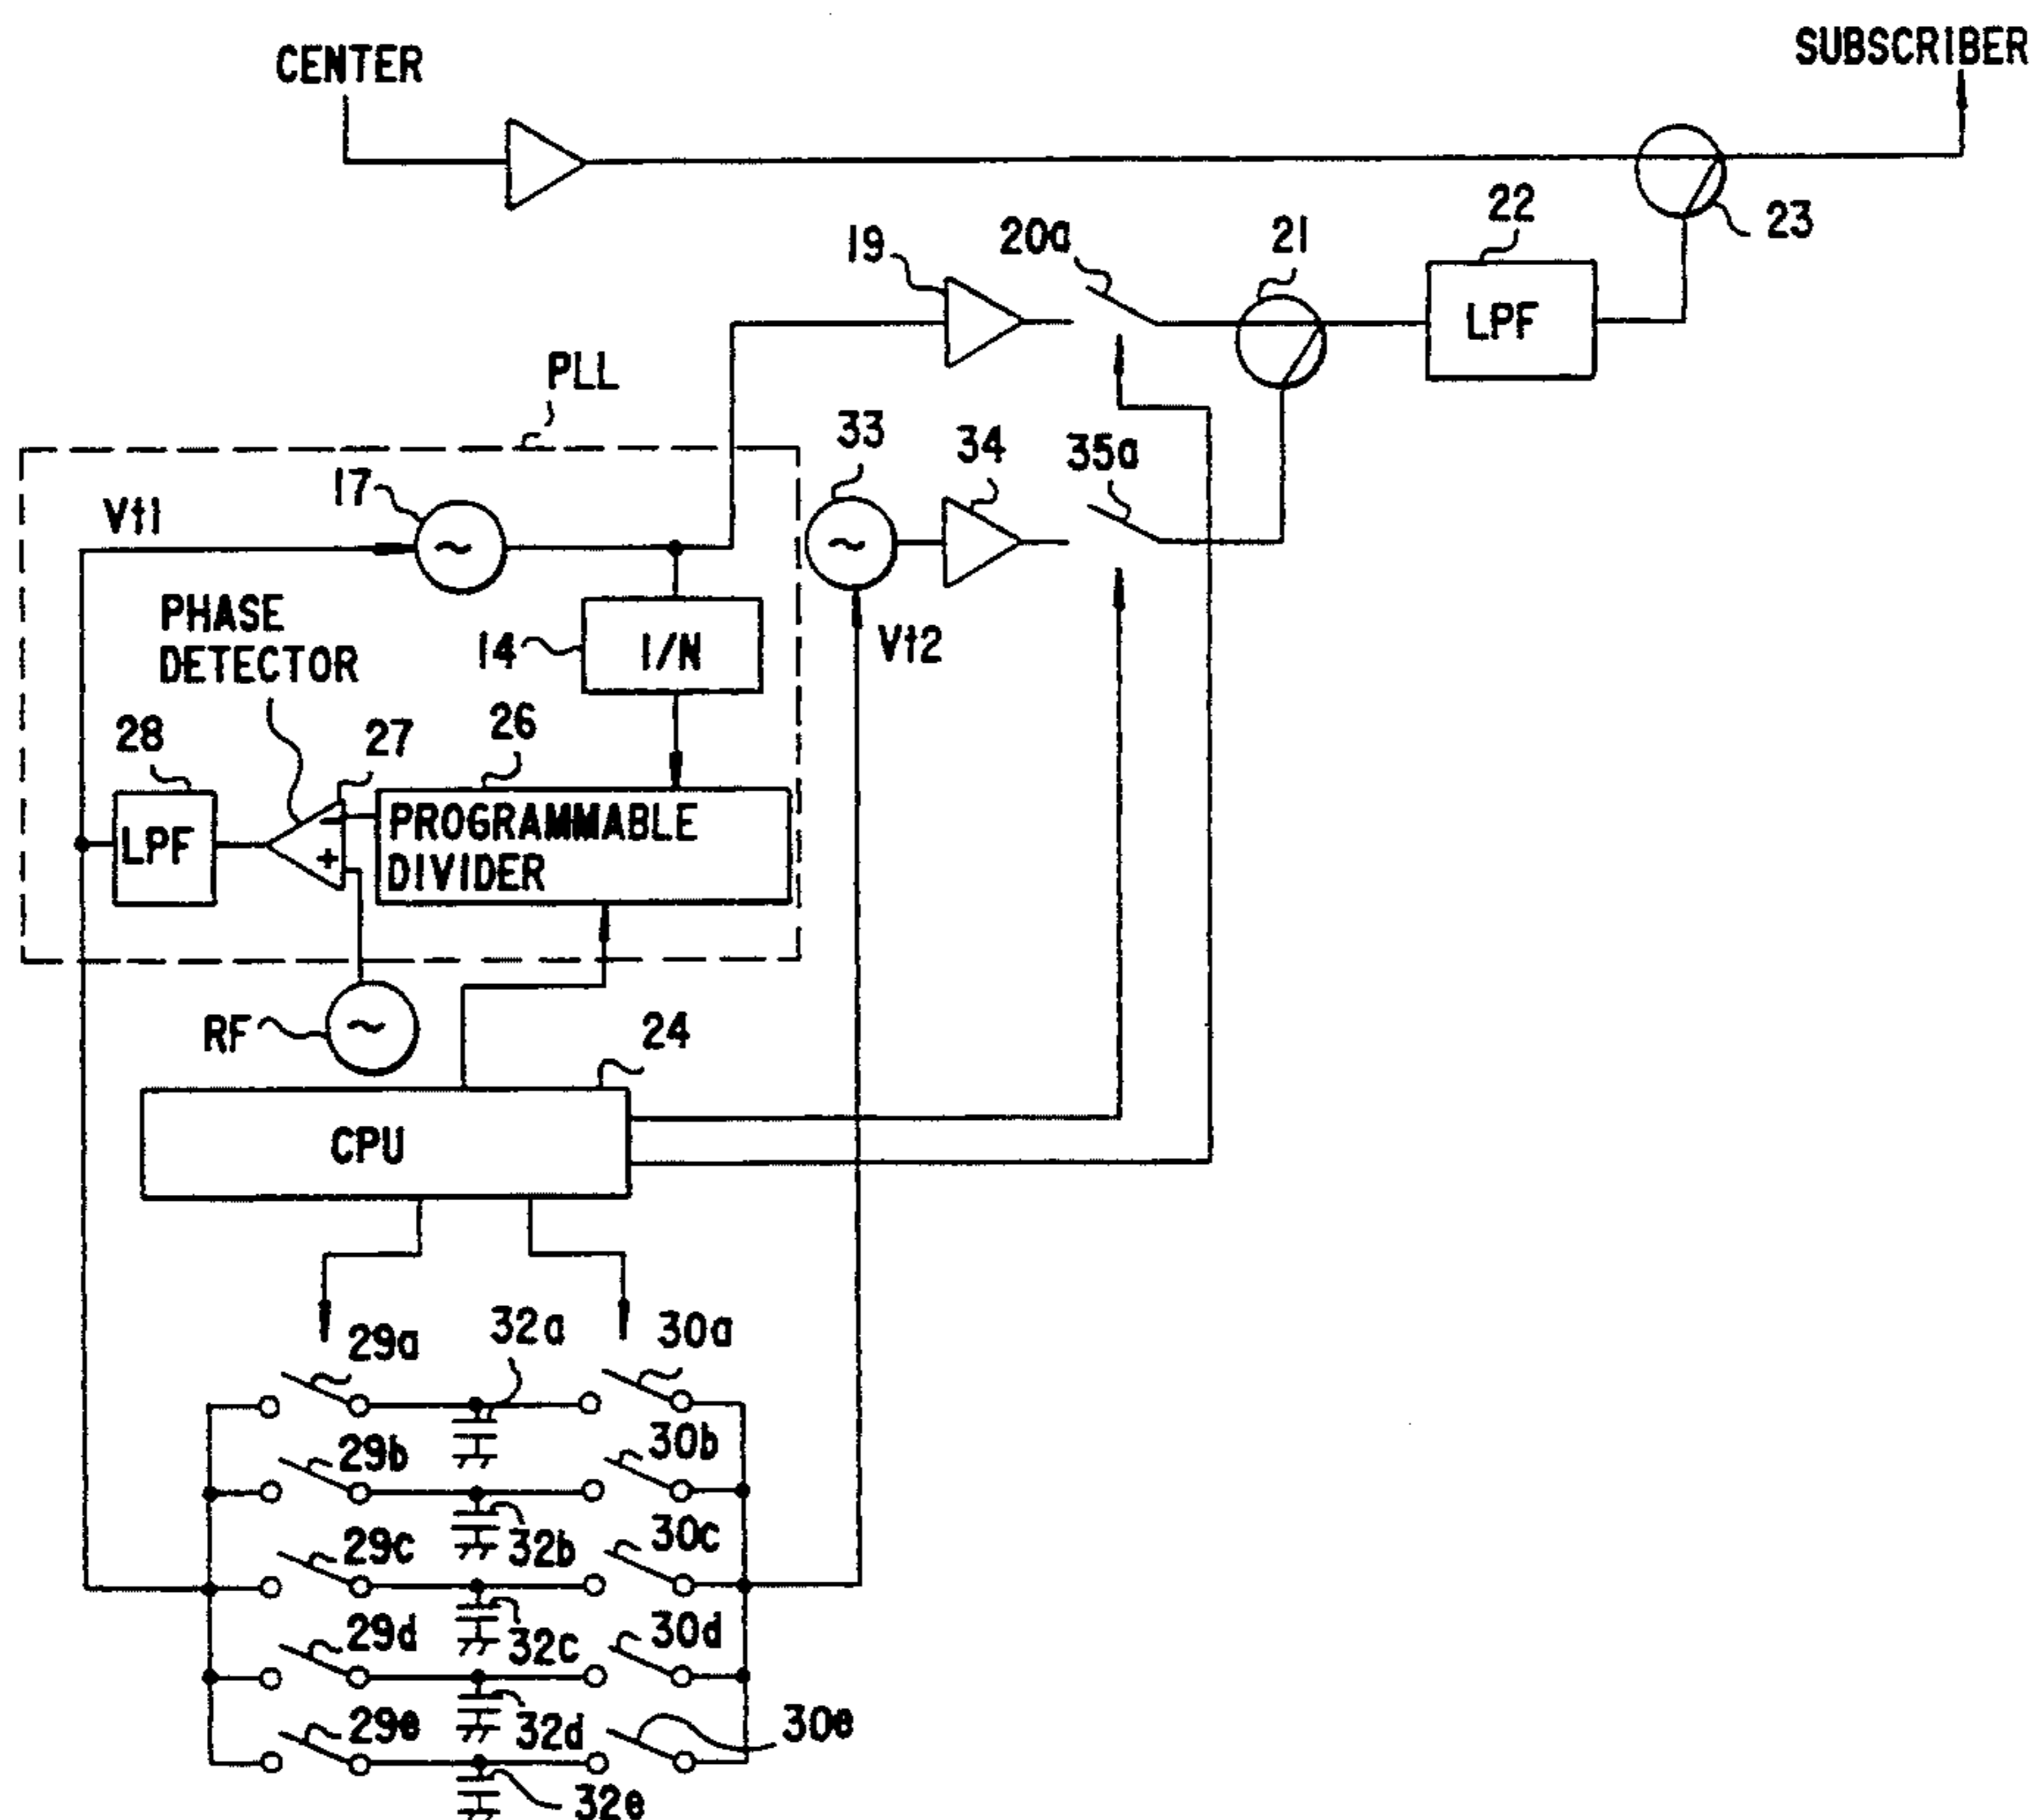 CENTER
SUBSCRIBER
22
23
19
20a
21
LPF
PLL
33
34
35a
17
Vt1
PHASE
DETECTOR
14
1/N
Vt2
28
27
26
LPF
+
PROGRAMMABLE
DIVIDER
RF
24
CPU
29a
32a
30a
29b
30b
29c
32b
30c
29d
32c
30d
29e
32d
30e
32e